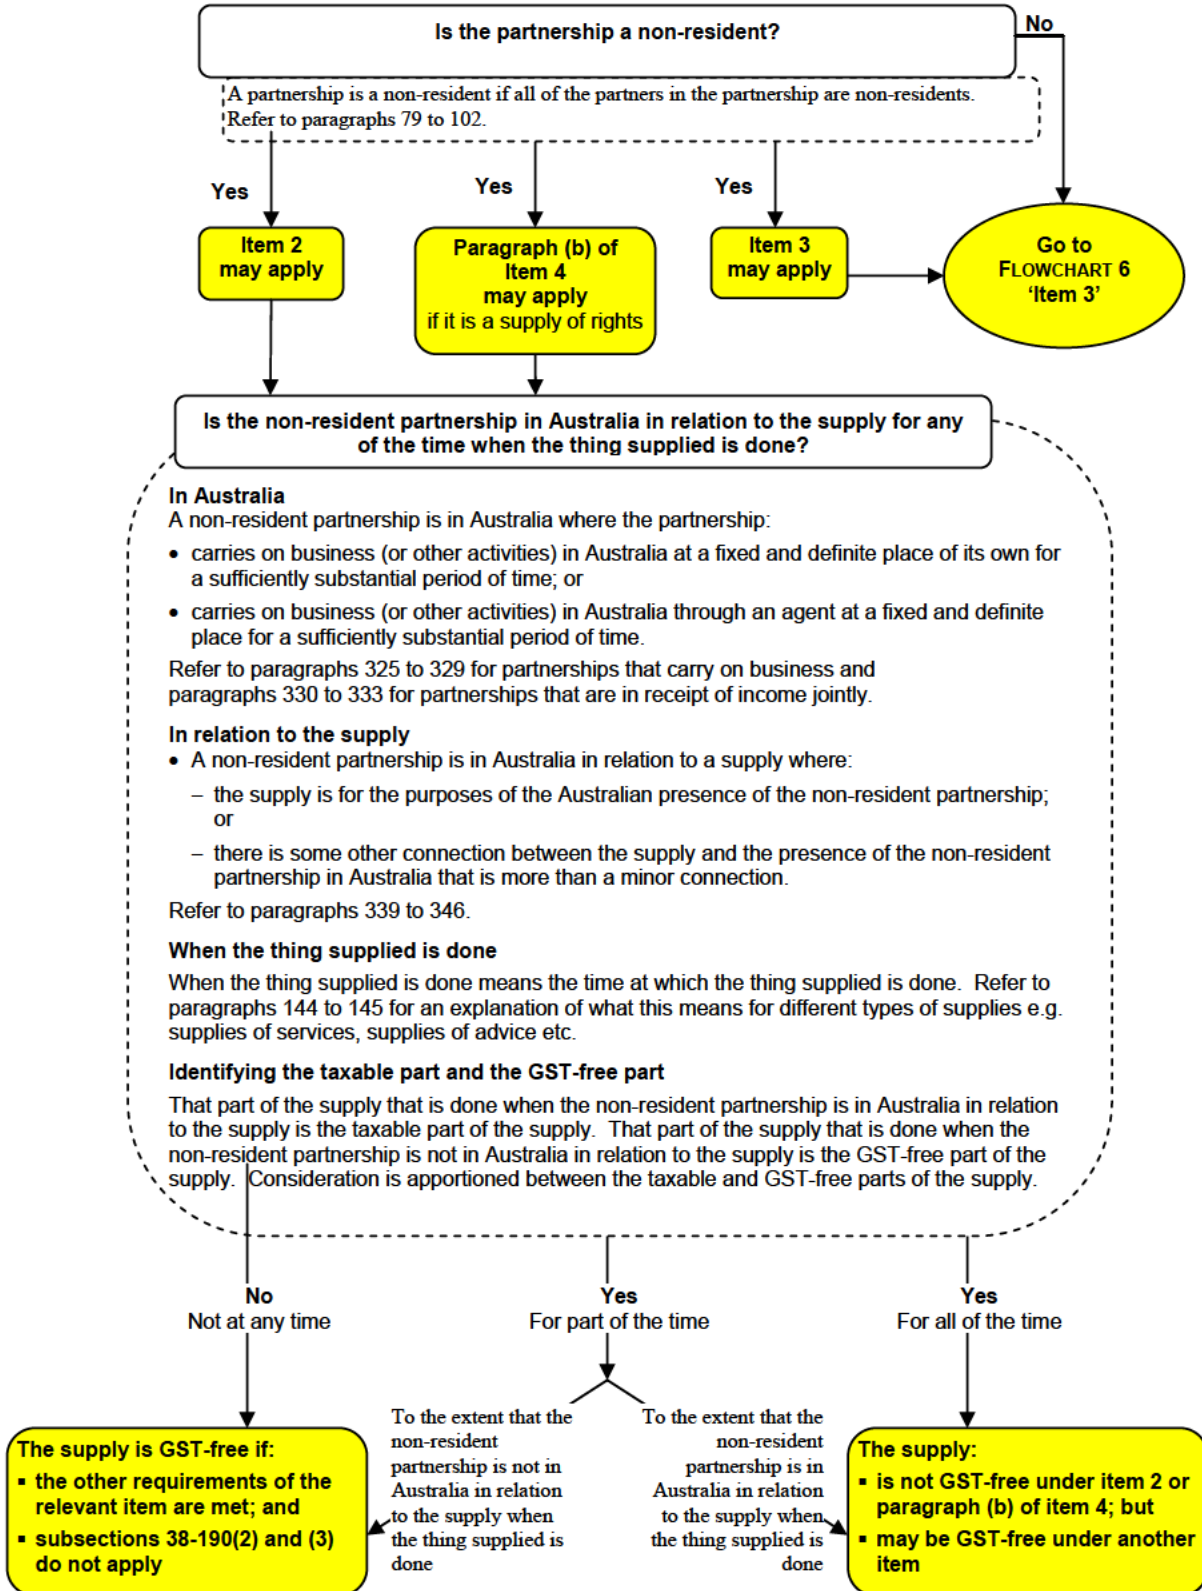 Is the partnership a non-resident?
No
A partnership is a non-resident if all of the partners in the partnership are non-residents.
Refer to paragraphs 79 to 102.
Yes
Yes
Yes
Item 2
may apply
Paragraph (b) of
Item 4
may apply
if it is a supply of rights
Item 3
may apply
Go to
FLOWCHART 6
‘Item 3’
Is the non-resident partnership in Australia in relation to the supply for any
of the time when the thing supplied is done?
In Australia
A non-resident partnership is in Australia where the partnership:
• carries on business (or other activities) in Australia at a fixed and definite place of its own for
a sufficiently substantial period of time; or
• carries on business (or other activities) in Australia through an agent at a fixed and definite
place for a sufficiently substantial period of time.
Refer to paragraphs 325 to 329 for partnerships that carry on business and
paragraphs 330 to 333 for partnerships that are in receipt of income jointly.
In relation to the supply
• A non-resident partnership is in Australia in relation to a supply where:
– the supply is for the purposes of the Australian presence of the non-resident partnership;
or
– there is some other connection between the supply and the presence of the non-resident
partnership in Australia that is more than a minor connection.
Refer to paragraphs 339 to 346.
When the thing supplied is done
When the thing supplied is done means the time at which the thing supplied is done. Refer to
paragraphs 144 to 145 for an explanation of what this means for different types of supplies e.g.
supplies of services, supplies of advice etc.
Identifying the taxable part and the GST-free part
That part of the supply that is done when the non-resident partnership is in Australia in relation
to the supply is the taxable part of the supply. That part of the supply that is done when the
non-resident partnership is not in Australia in relation to the supply is the GST-free part of the
supply. Consideration is apportioned between the taxable and GST-free parts of the supply.
No
Not at any time
Yes
For part of the time
Yes
For all of the time
The supply is GST-free if:
▪ the other requirements of the
relevant item are met; and
▪ subsections 38-190(2) and (3)
do not apply
To the extent that the
non-resident
partnership is not in
Australia in relation
to the supply when
the thing supplied is
done
To the extent that the
non-resident
partnership is in
Australia in relation
to the supply when
the thing supplied is
done
The supply:
▪ is not GST-free under item 2 or
paragraph (b) of item 4; but
▪ may be GST-free under another
item